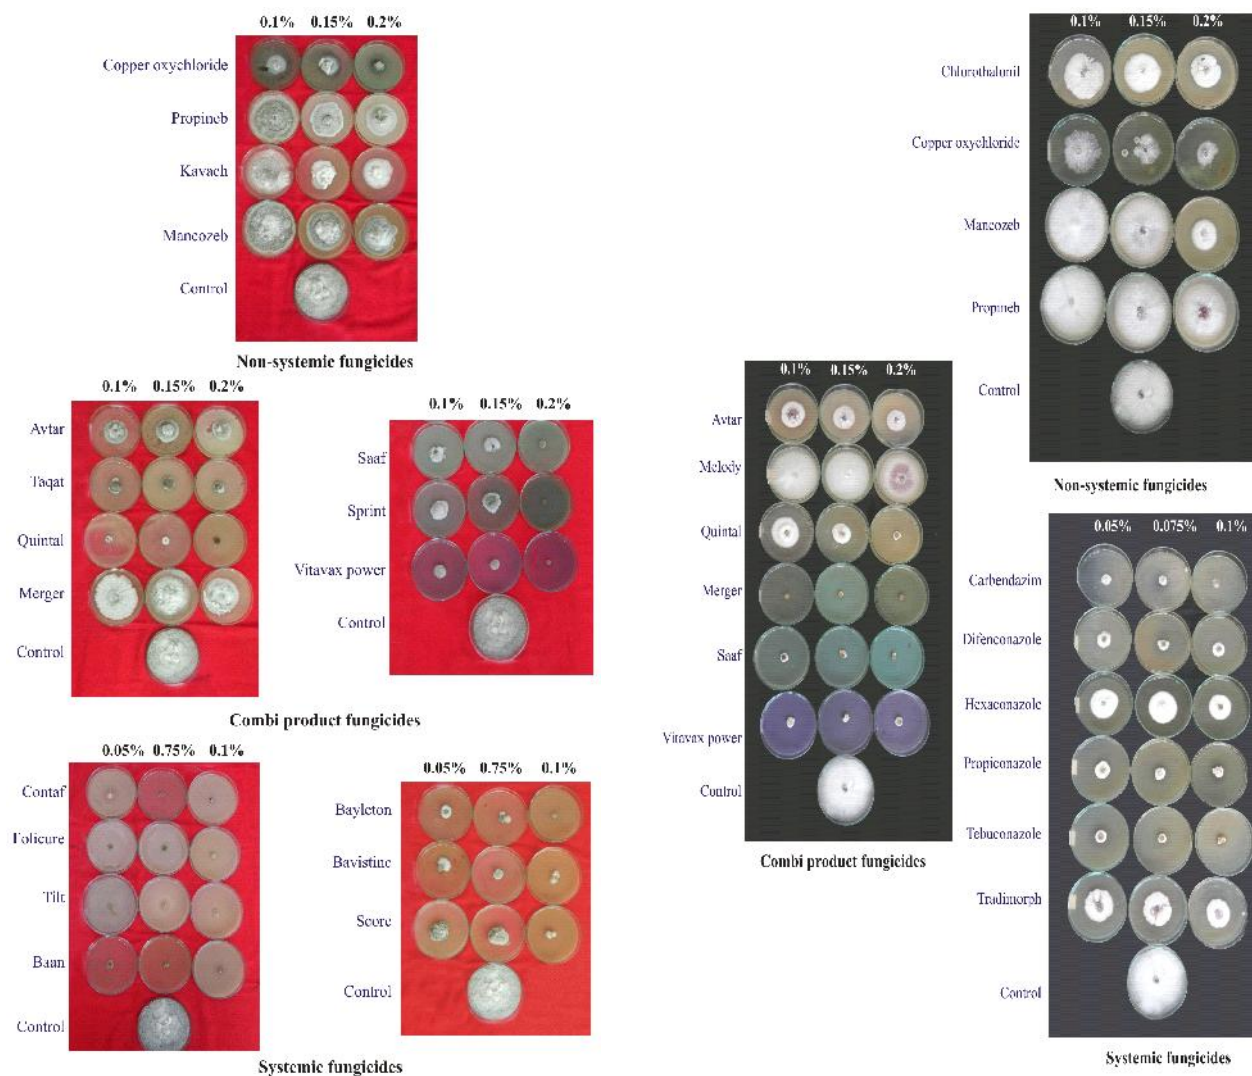 0.1% 0.15% 0.2%
Copper oxychloride
Propineb
Kavach
Mancozeb
Control
Non-systemic fungicides
0.1% 0.15% 0.2%
Avtar
Taqat
Quintal
Merger
Control
0.1% 0.15% 0.2%
Saaf
Sprint
Vitavax power
Control
Combi product fungicides
0.05% 0.75% 0.1%
Contaf
Folicure
Tilt
Baan
Control
0.05% 0.75% 0.1%
Bayleton
Bavistine
Score
Control
Systemic fungicides
0.1% 0.15% 0.2%
Chlurothalunil
Copper oxychloride
Mancozeb
Propineb
Control
Non-systemic fungicides
0.1% 0.15% 0.2%
Avtar
Melody
Quintal
Merger
Saaf
Vitavax power
Control
Combi product fungicides
0.05% 0.075% 0.1%
Carbendazim
Difenconazole
Hexaconazole
Propiconazole
Tebuconazole
Tradimorph
Control
Systemic fungicides